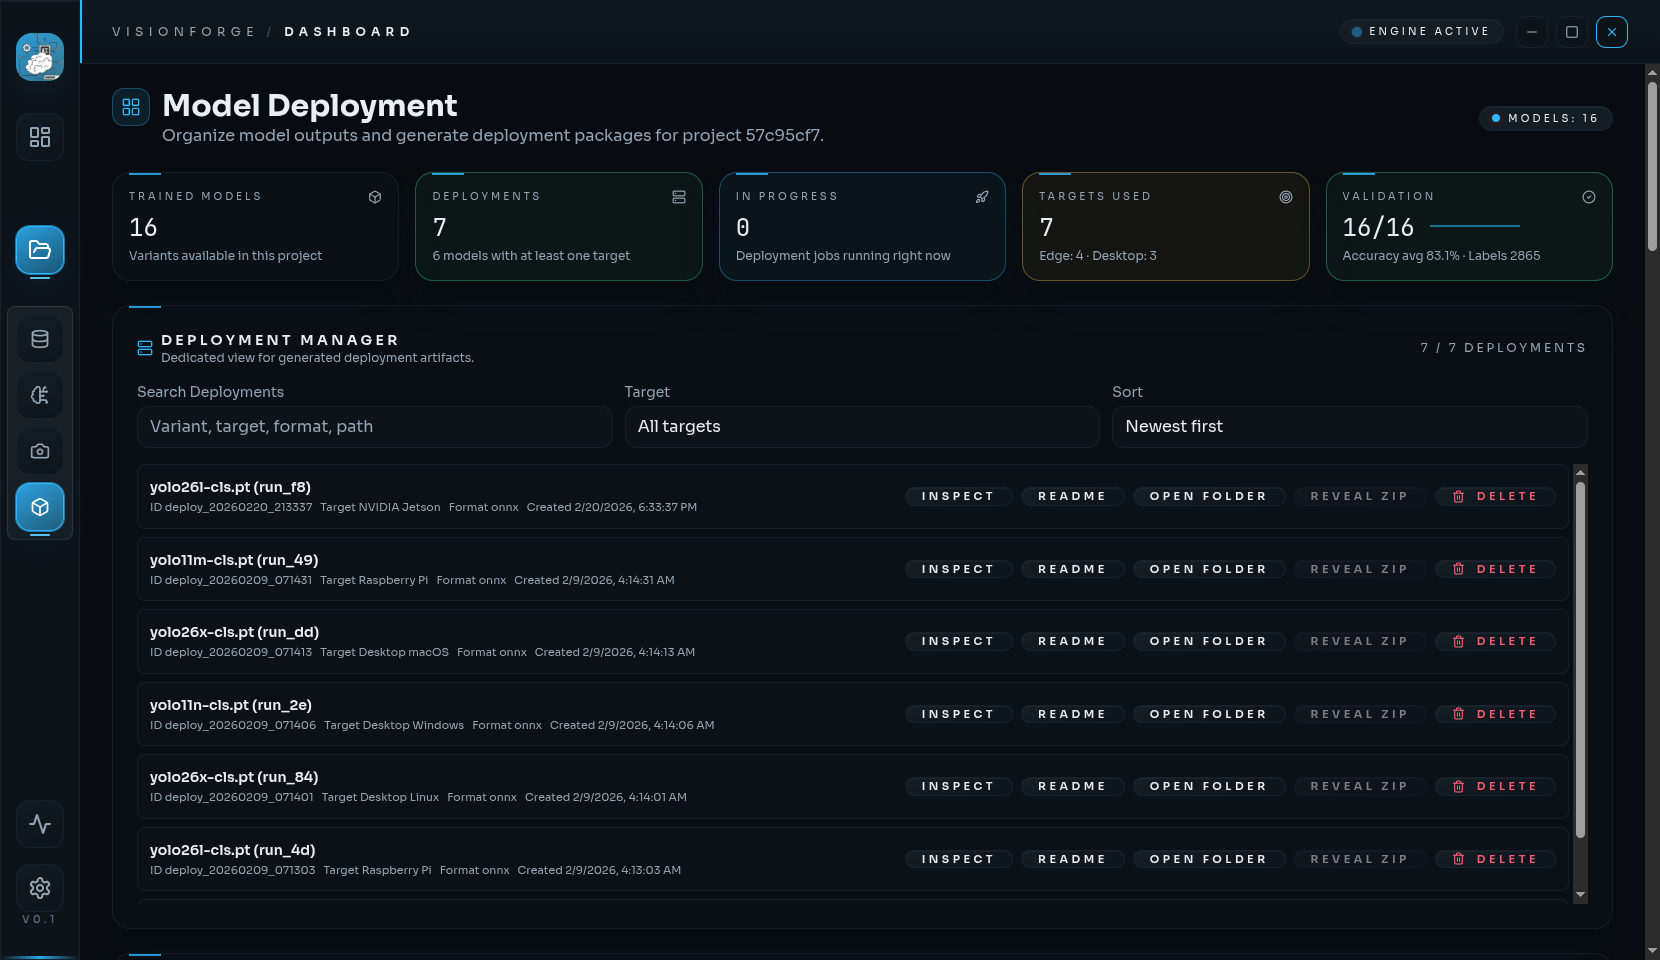 VISIONFORGE / DASHBOARD
ENGINE ACTIVE
Model Deployment
Organize model outputs and generate deployment packages for project 57c95cf7.
MODELS: 16
TRAINED MODELS
16
Variants available in this project
DEPLOYMENTS
7
6 models with at least one target
IN PROGRESS
0
Deployment jobs running right now
TARGETS USED
7
Edge: 4 · Desktop: 3
VALIDATION
16/16
Accuracy avg 83.1% · Labels 2865
DEPLOYMENT MANAGER
Dedicated view for generated deployment artifacts.
7 / 7 DEPLOYMENTS
Search Deployments
Variant, target, format, path
Target
All targets
Sort
Newest first
yolo26l-cls.pt (run_f8)
ID deploy_20260220_213337 Target NVIDIA Jetson Format onnx Created 2/20/2026, 6:33:37 PM
INSPECT README OPEN FOLDER REVEAL ZIP DELETE
yolo11m-cls.pt (run_49)
ID deploy_20260209_071431 Target Raspberry Pi Format onnx Created 2/9/2026, 4:14:31 AM
INSPECT README OPEN FOLDER REVEAL ZIP DELETE
yolo26x-cls.pt (run_dd)
ID deploy_20260209_071413 Target Desktop macOS Format onnx Created 2/9/2026, 4:14:13 AM
INSPECT README OPEN FOLDER REVEAL ZIP DELETE
yolo11n-cls.pt (run_2e)
ID deploy_20260209_071406 Target Desktop Windows Format onnx Created 2/9/2026, 4:14:06 AM
INSPECT README OPEN FOLDER REVEAL ZIP DELETE
yolo26x-cls.pt (run_84)
ID deploy_20260209_071401 Target Desktop Linux Format onnx Created 2/9/2026, 4:14:01 AM
INSPECT README OPEN FOLDER REVEAL ZIP DELETE
yolo26l-cls.pt (run_4d)
ID deploy_20260209_071303 Target Raspberry Pi Format onnx Created 2/9/2026, 4:13:03 AM
INSPECT README OPEN FOLDER REVEAL ZIP DELETE
V0.1